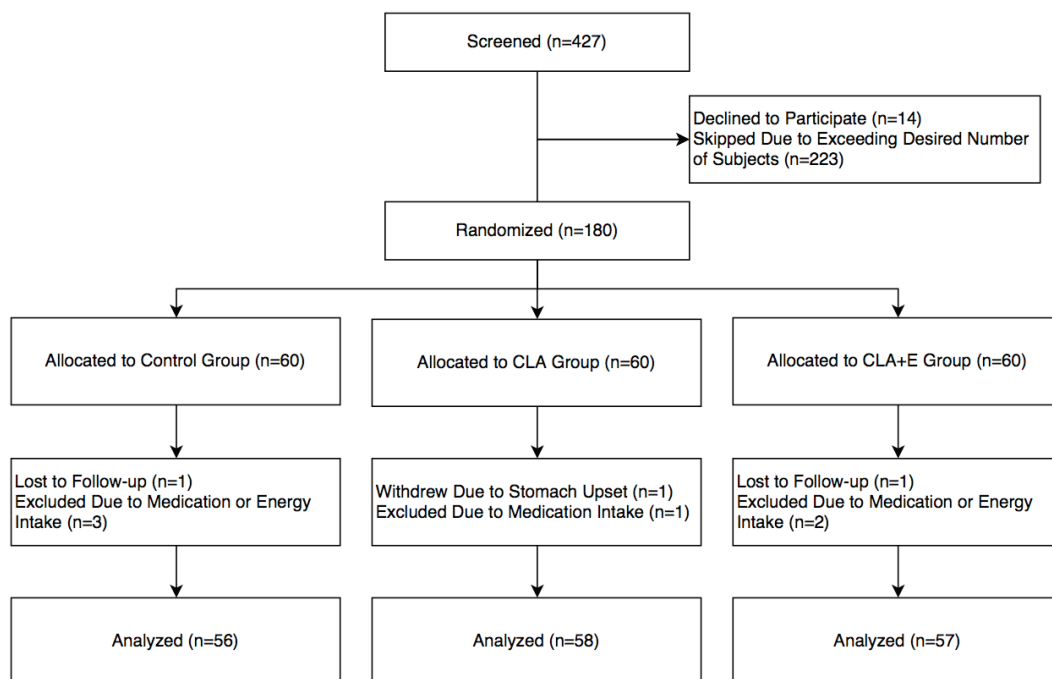 Screened (n=427)
Declined to Participate (n=14)
Skipped Due to Exceeding Desired Number
of Subjects (n=223)
Randomized (n=180)
Allocated to Control Group (n=60)
Allocated to CLA Group (n=60)
Allocated to CLA+E Group (n=60)
Lost to Follow-up (n=1)
Excluded Due to Medication or Energy
Intake (n=3)
Withdrew Due to Stomach Upset (n=1)
Excluded Due to Medication Intake (n=1)
Lost to Follow-up (n=1)
Excluded Due to Medication or Energy
Intake (n=2)
Analyzed (n=56)
Analyzed (n=58)
Analyzed (n=57)